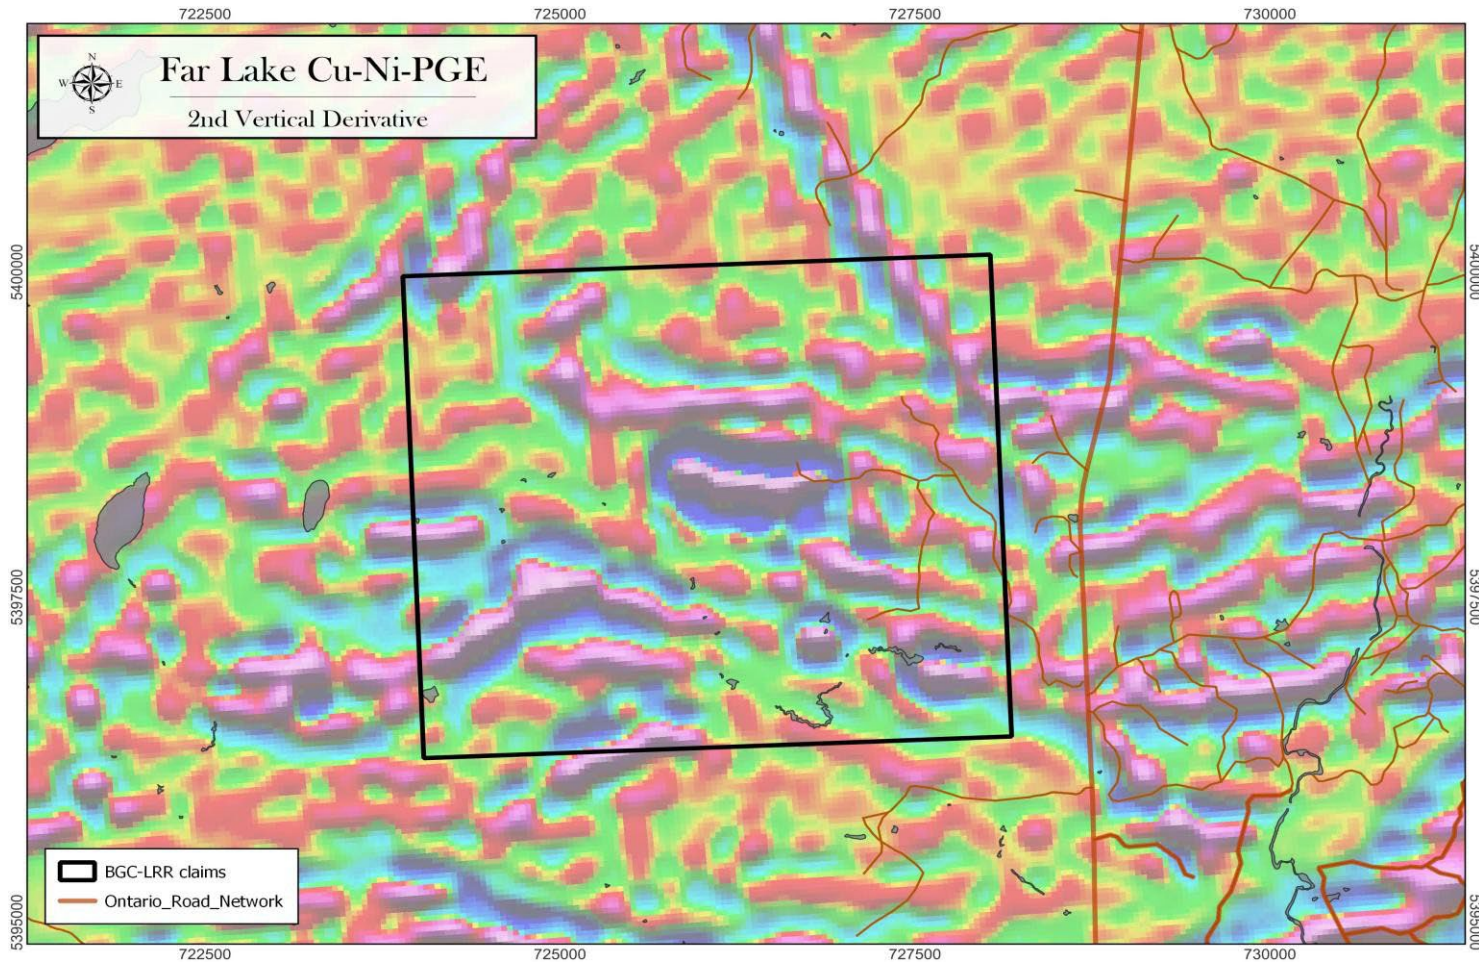 722500
725000
727500
730000
N
W
E
S
Far Lake Cu-Ni-PGE
2nd Vertical Derivative
5400000
5400000
5397500
5397500
BGC-LRR claims
Ontario_Road_Network
5395000
5395000
722500
725000
727500
730000